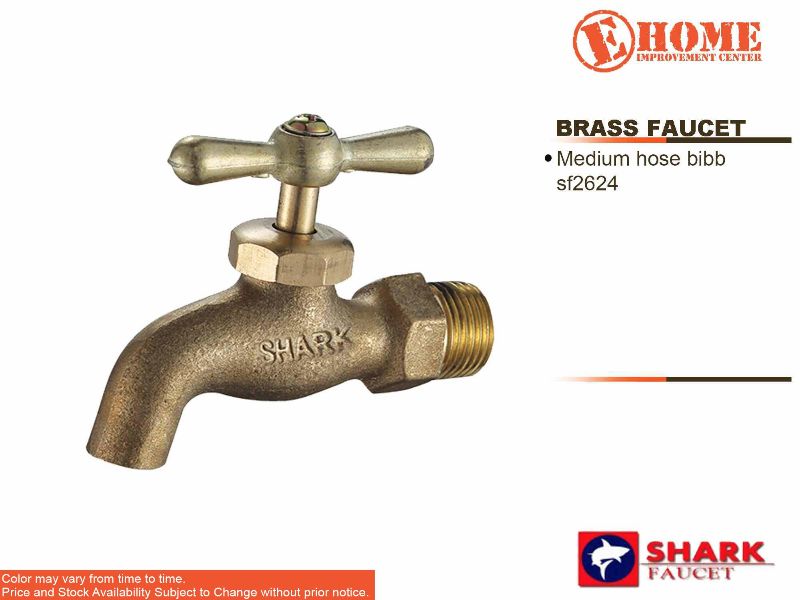 E HOME
IMPROVEMENT CENTER
BRASS FAUCET
• Medium hose bibb
sf2624
SHARK
SHARK
FAUCET
Color may vary from time to time.
Price and Stock Availability Subject to Change without prior notice.